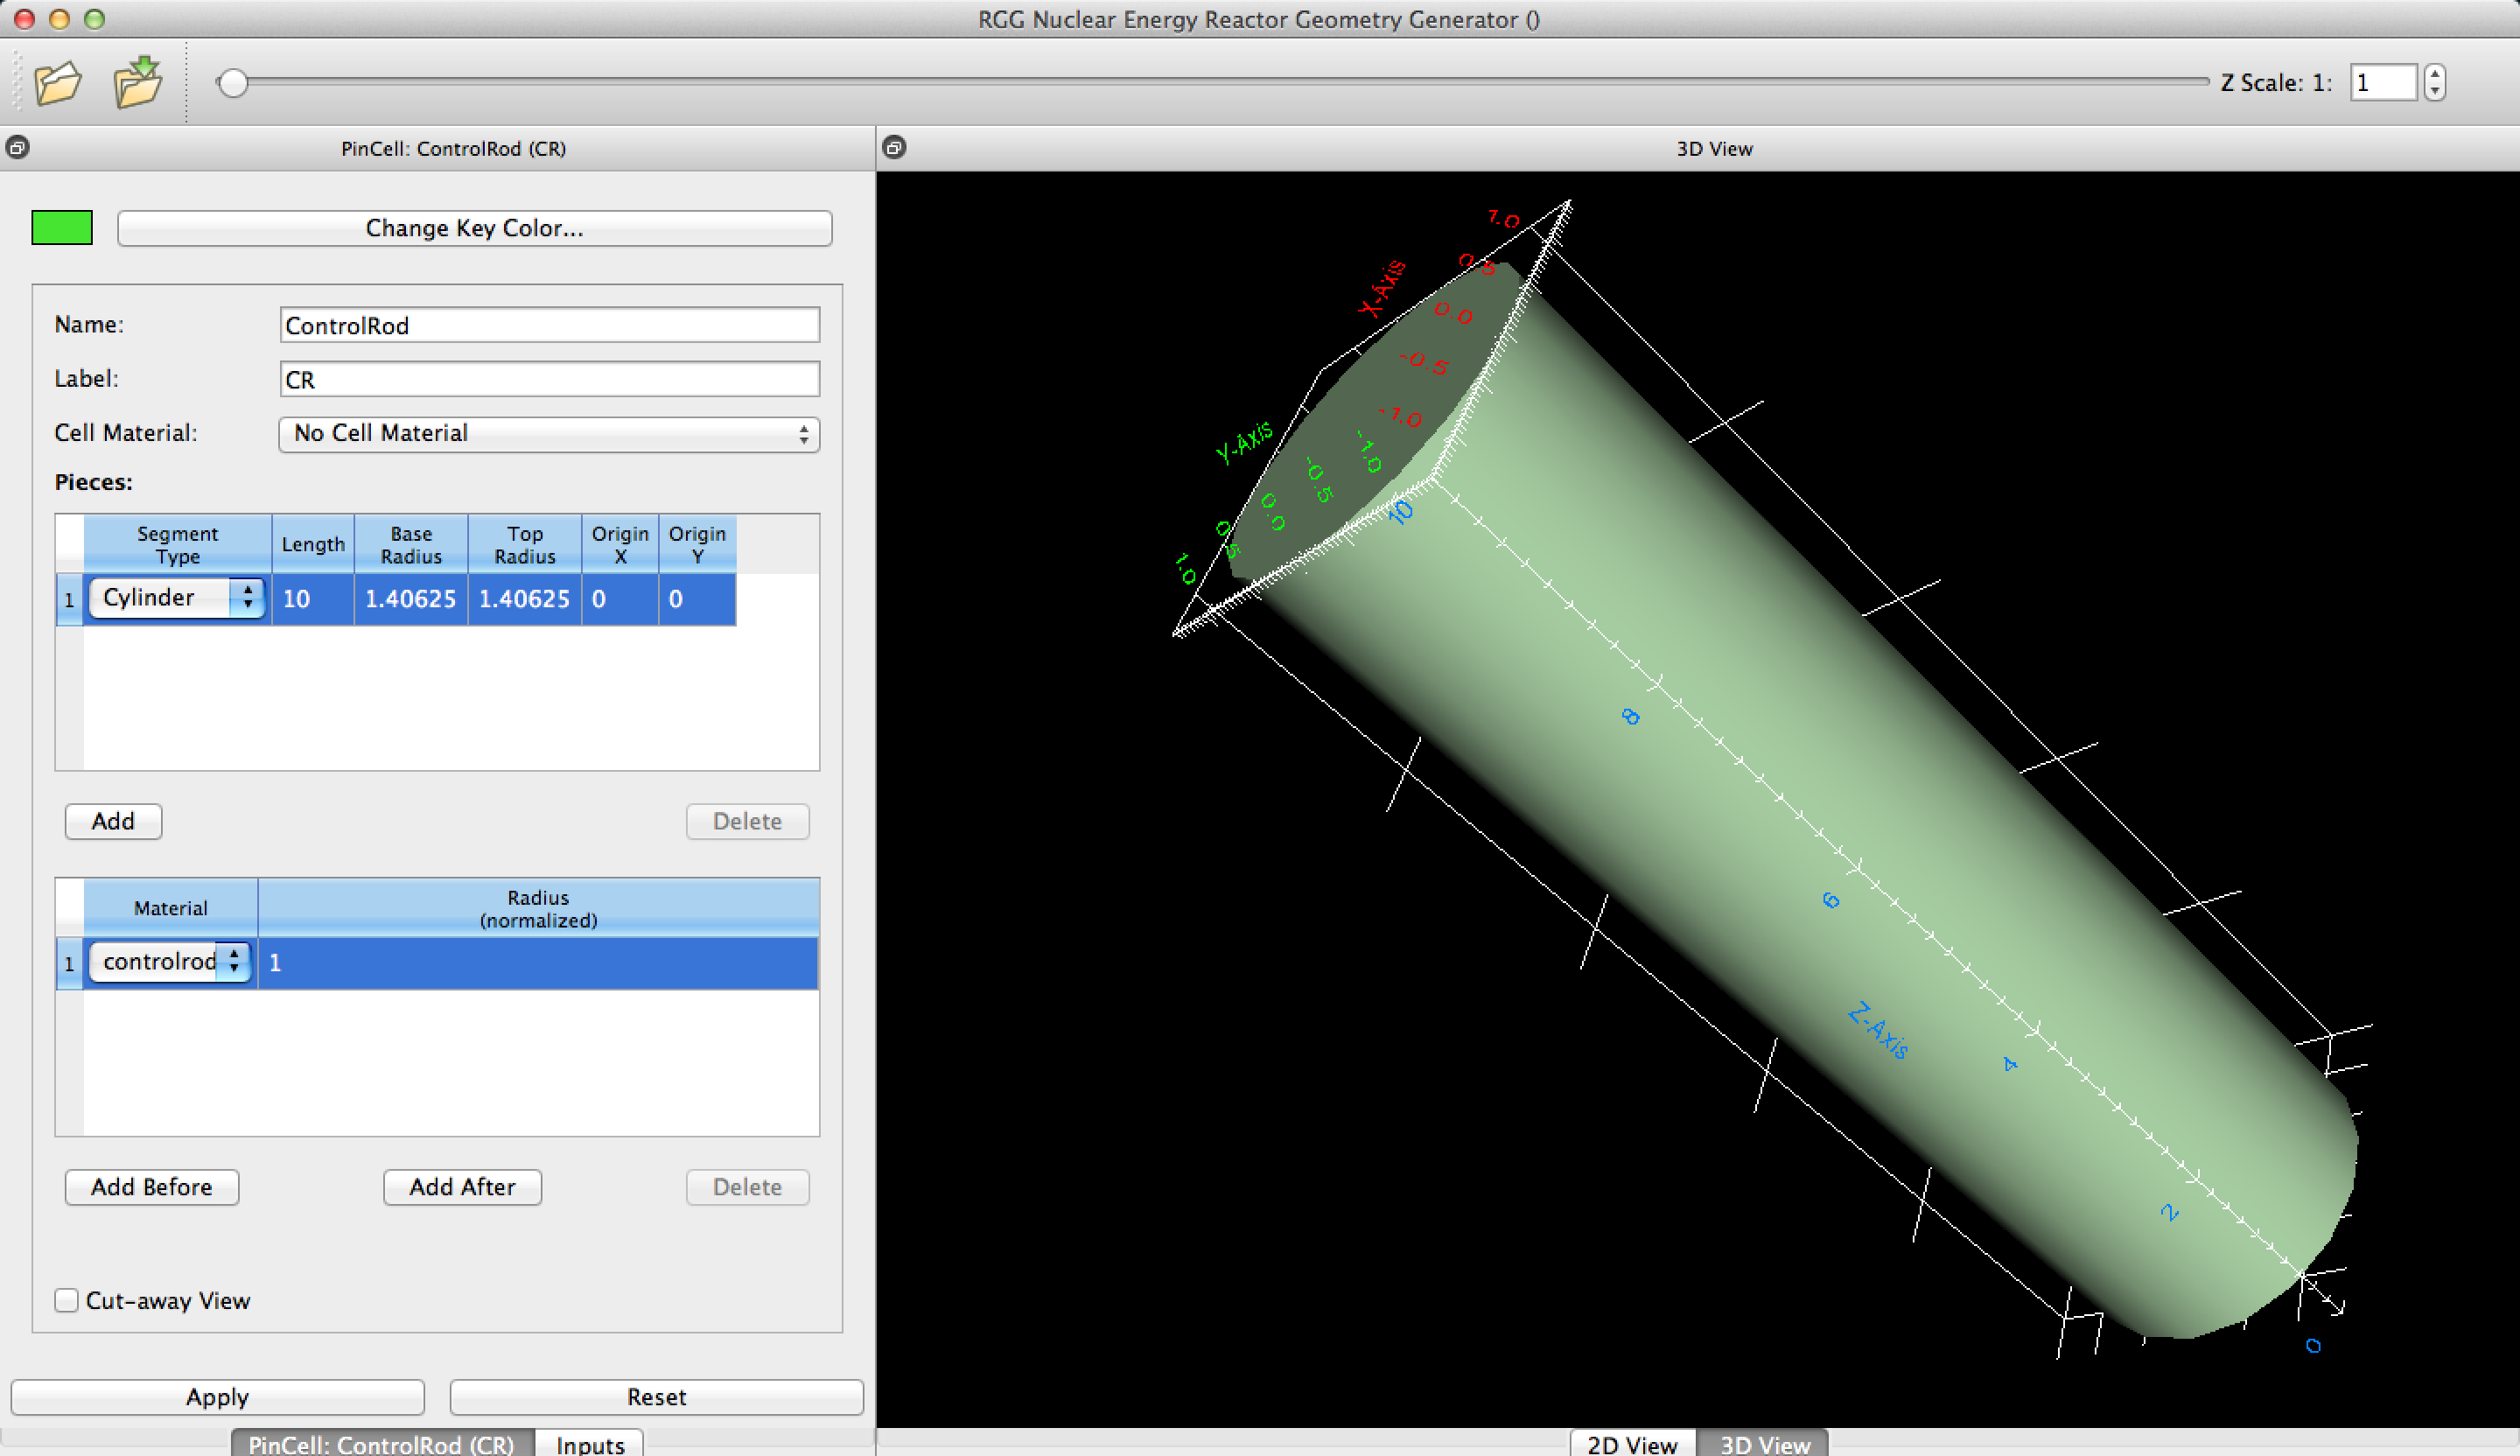 RGG Nuclear Energy Reactor Geometry Generator ()
Z Scale: 1: 1
PinCell: ControlRod (CR)
Change Key Color...
Name: ControlRod
Label: CR
Cell Material: No Cell Material
Pieces:
Segment Type Length Base Radius Top Radius Origin X Origin Y
1 Cylinder 10 1.40625 1.40625 0 0
Add Delete
Material Radius (normalized)
1 controlrod 1
Add Before Add After Delete
Cut-away View
Apply Reset
PinCell: ControlRod (CR) Inputs
3D View
1.0
0.5
X-Axis
0.0
-0.5
-1.0
Y-Axis
-1.0
-0.5
0.0
0.5
1.0
10
8
6
Z-Axis
4
2
0
2D View 3D View